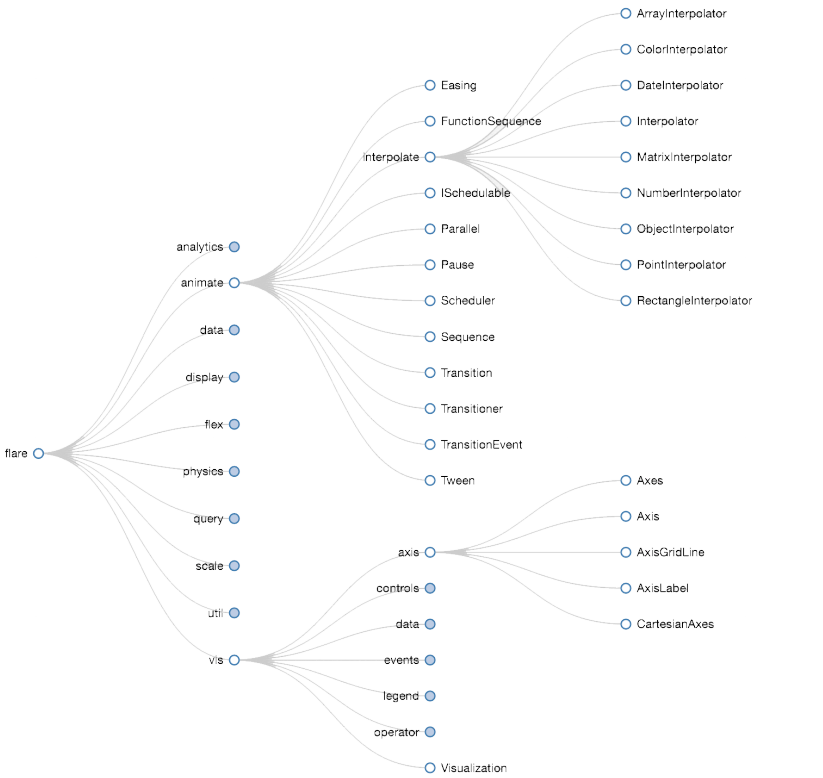 flare
analytics
animate
data
display
flex
physics
query
scale
util
vis
Easing
FunctionSequence
interpolate
ISchedulable
Parallel
Pause
Scheduler
Sequence
Transition
Transitioner
TransitionEvent
Tween
axis
controls
data
events
legend
operator
Visualization
ArrayInterpolator
ColorInterpolator
DateInterpolator
Interpolator
MatrixInterpolator
NumberInterpolator
ObjectInterpolator
PointInterpolator
RectangleInterpolator
Axes
Axis
AxisGridLine
AxisLabel
CartesianAxes